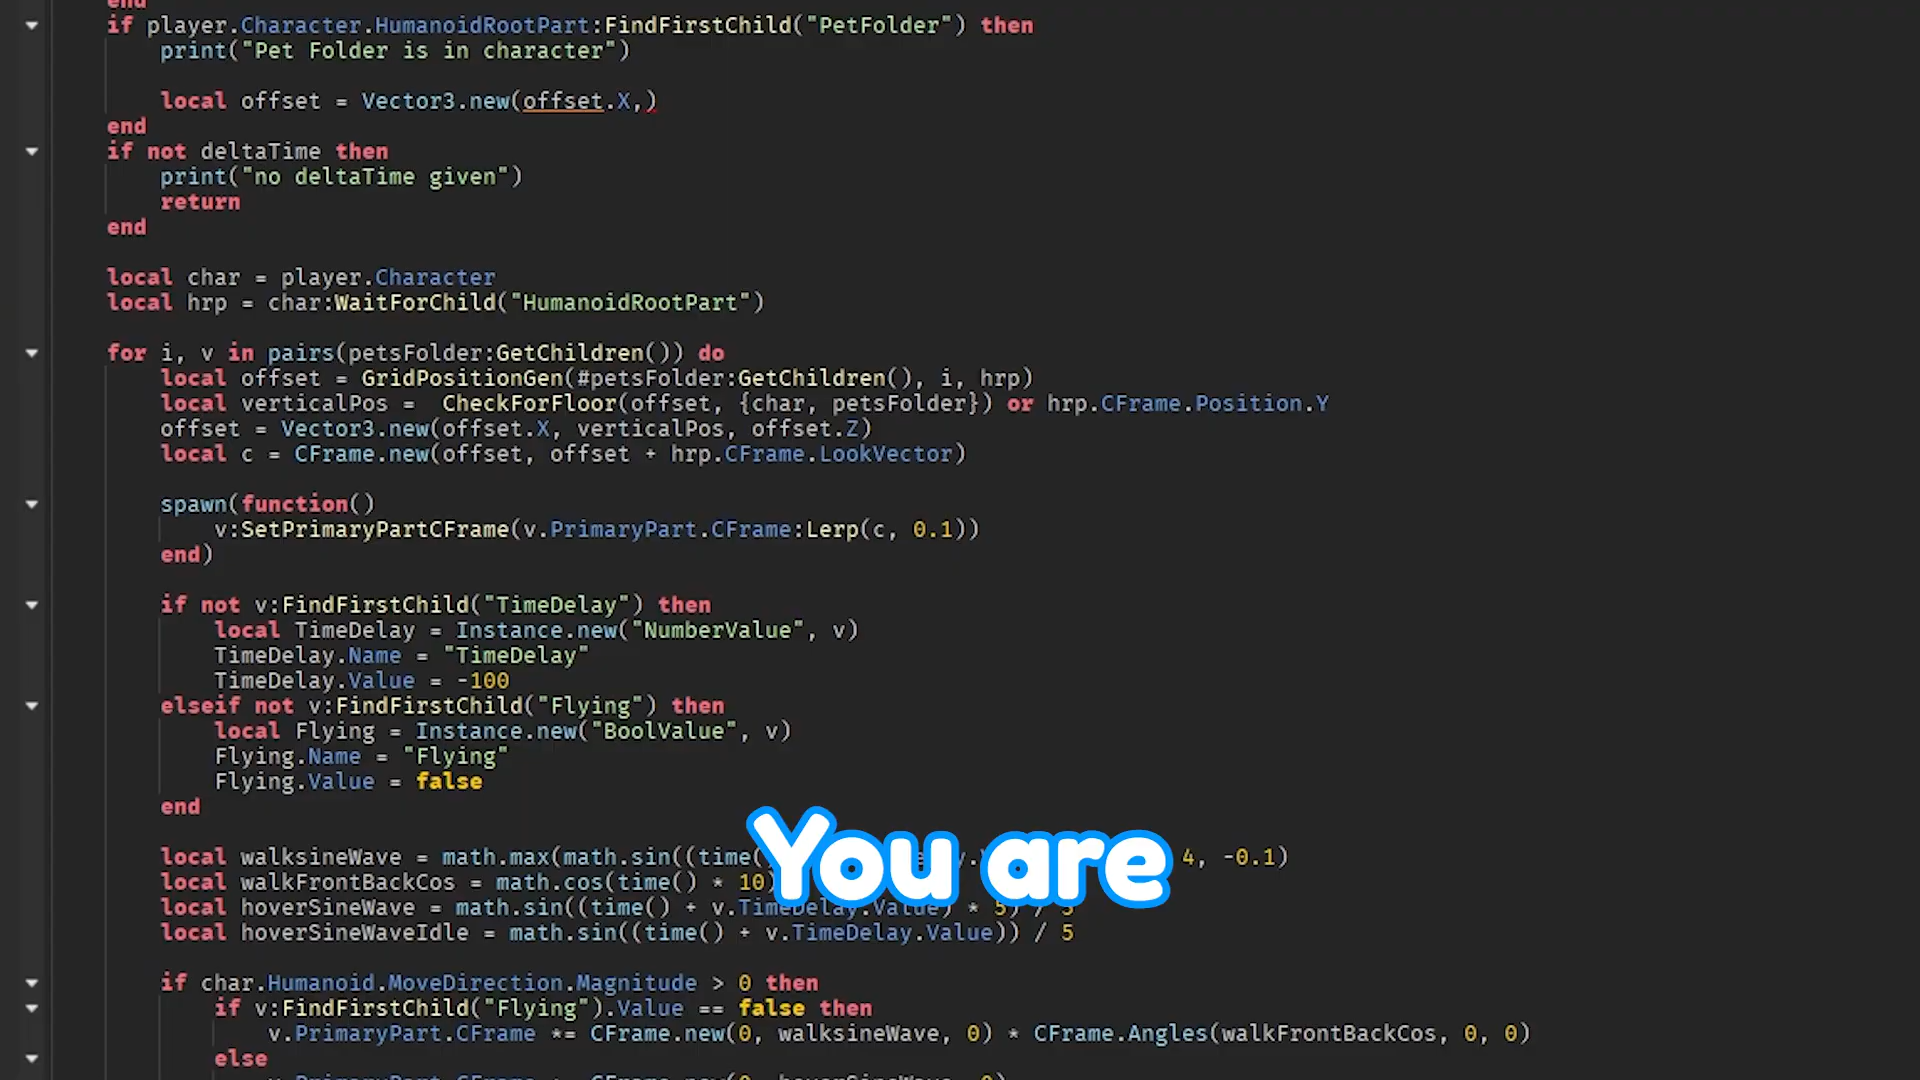 end
if player.Character.HumanoidRootPart:FindFirstChild("PetFolder") then
print("Pet Folder is in character")
local offset = Vector3.new(offset.X,)
end
if not deltaTime then
print("no deltaTime given")
return
end
local char = player.Character
local hrp = char:WaitForChild("HumanoidRootPart")
for i, v in pairs(petsFolder:GetChildren()) do
local offset = GridPositionGen(#petsFolder:GetChildren(), i, hrp)
local verticalPos =  CheckForFloor(offset, {char, petsFolder}) or hrp.CFrame.Position.Y
offset = Vector3.new(offset.X, verticalPos, offset.Z)
local c = CFrame.new(offset, offset + hrp.CFrame.LookVector)
spawn(function()
v:SetPrimaryPartCFrame(v.PrimaryPart.CFrame:Lerp(c, 0.1))
end)
if not v:FindFirstChild("TimeDelay") then
local TimeDelay = Instance.new("NumberValue", v)
TimeDelay.Name = "TimeDelay"
TimeDelay.Value = -100
elseif not v:FindFirstChild("Flying") then
local Flying = Instance.new("BoolValue", v)
Flying.Name = "Flying"
Flying.Value = false
end
local walksineWave = math.max(math.sin((time( 4, -0.1)
You are
local walkFrontBackCos = math.cos(time() * 10)
local hoverSineWave = math.sin((time() + v.TimeDelay.Value) * 5) / 5
local hoverSineWaveIdle = math.sin((time() + v.TimeDelay.Value)) / 5
if char.Humanoid.MoveDirection.Magnitude > 0 then
if v:FindFirstChild("Flying").Value == false then
v.PrimaryPart.CFrame *= CFrame.new(0, walksineWave, 0) * CFrame.Angles(walkFrontBackCos, 0, 0)
else